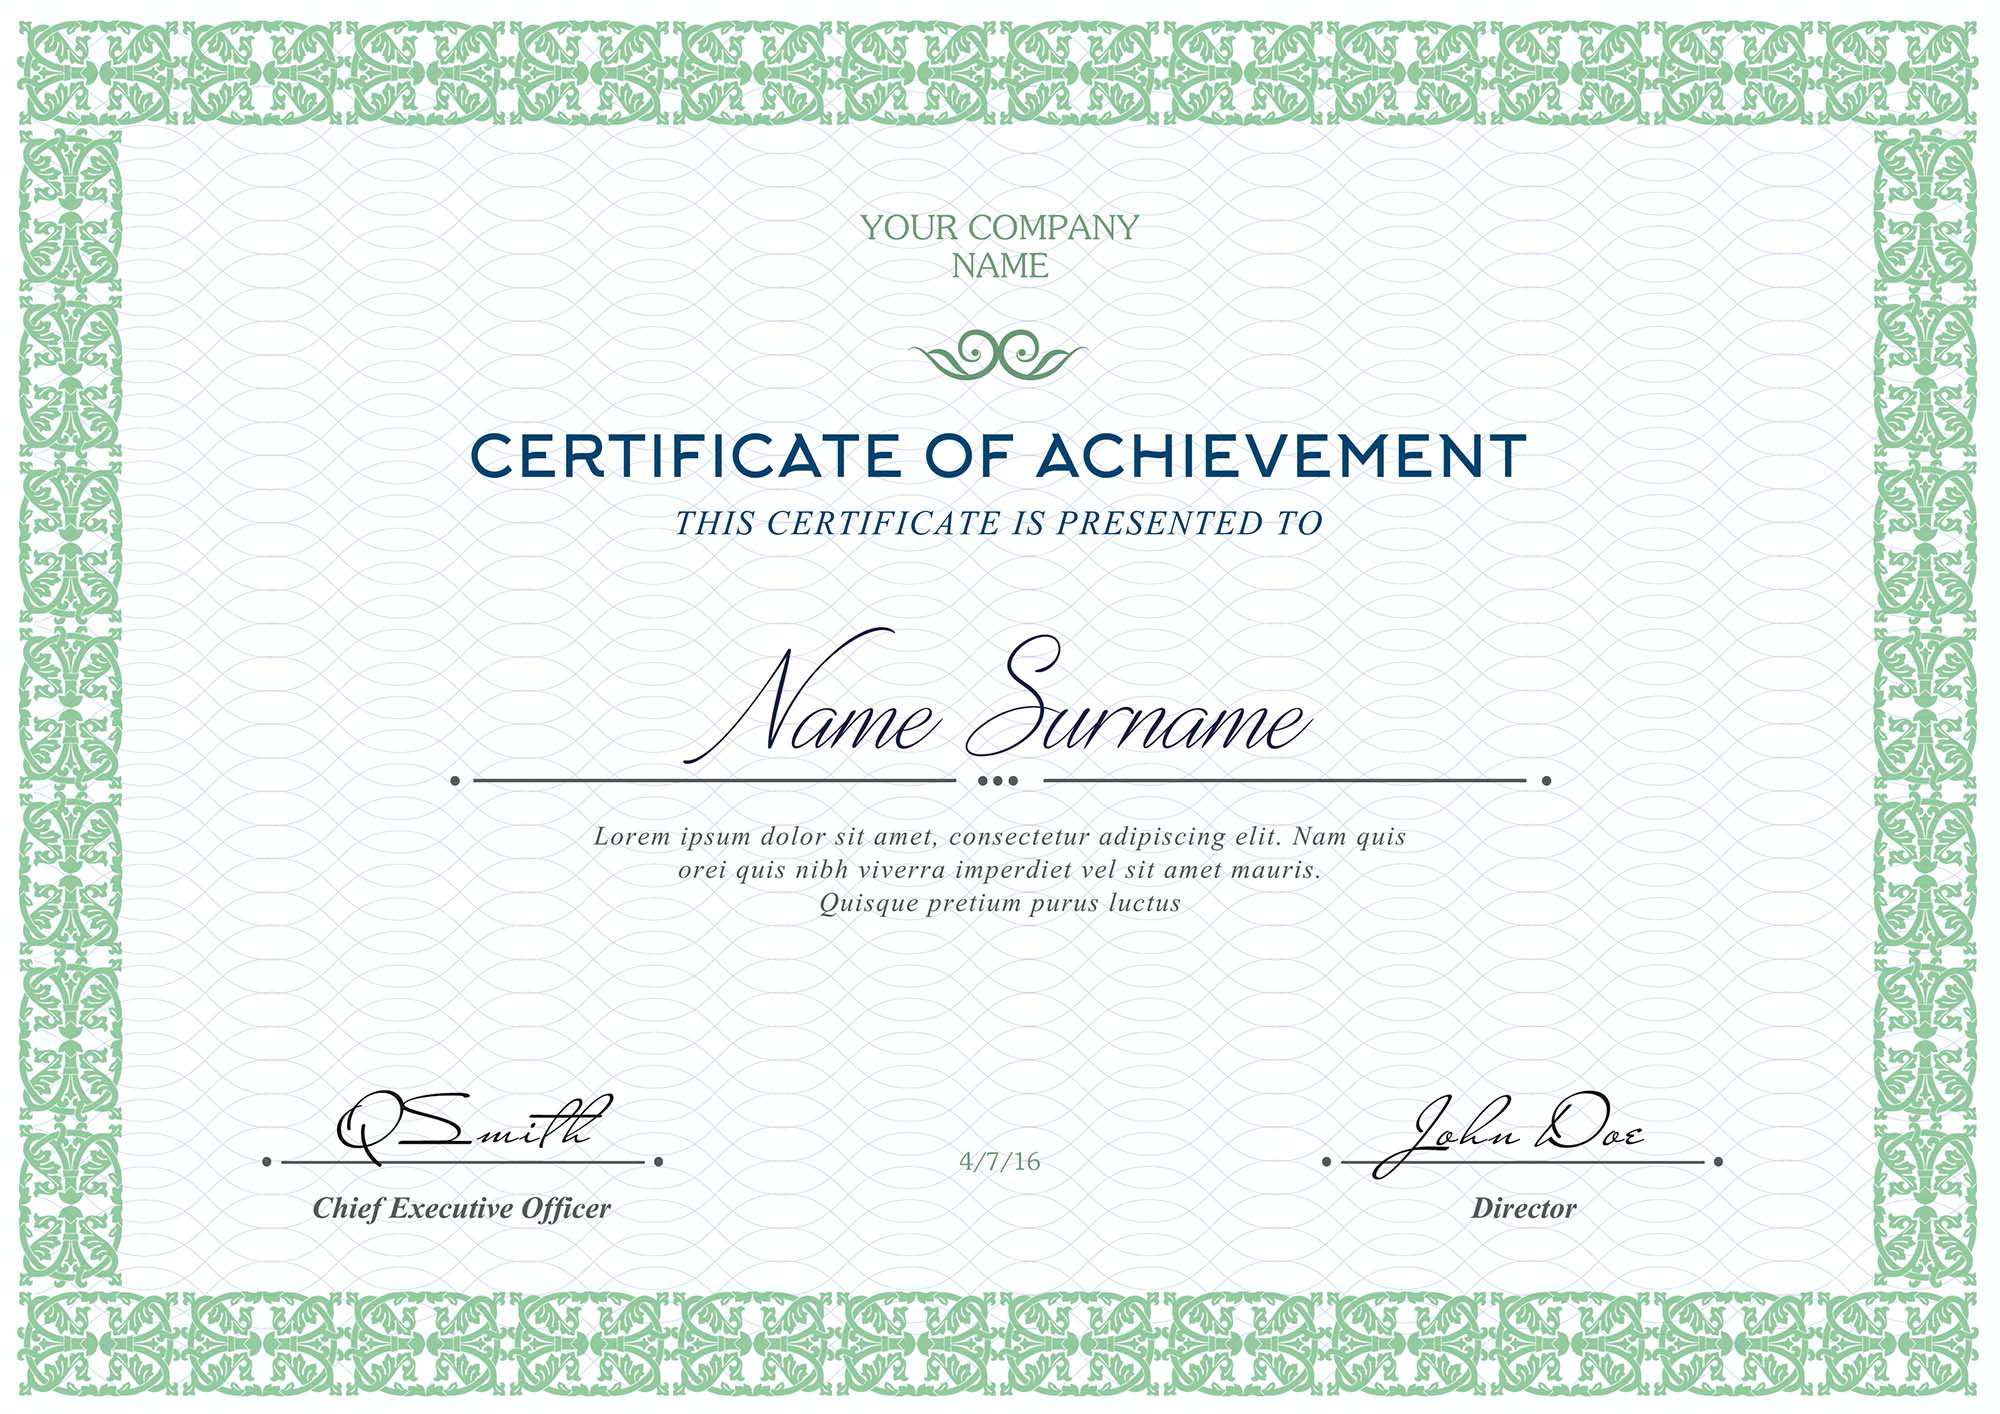 YOUR COMPANY
NAME
CERTIFICATE OF ACHIEVEMENT
THIS CERTIFICATE IS PRESENTED TO
Name Surname
Lorem ipsum dolor sit amet, consectetur adipiscing elit. Nam quis
orei quis nibh viverra imperdiet vel sit amet mauris.
Quisque pretium purus luctus
QSmith
Chief Executive Officer
4/7/16
John Doe
Director